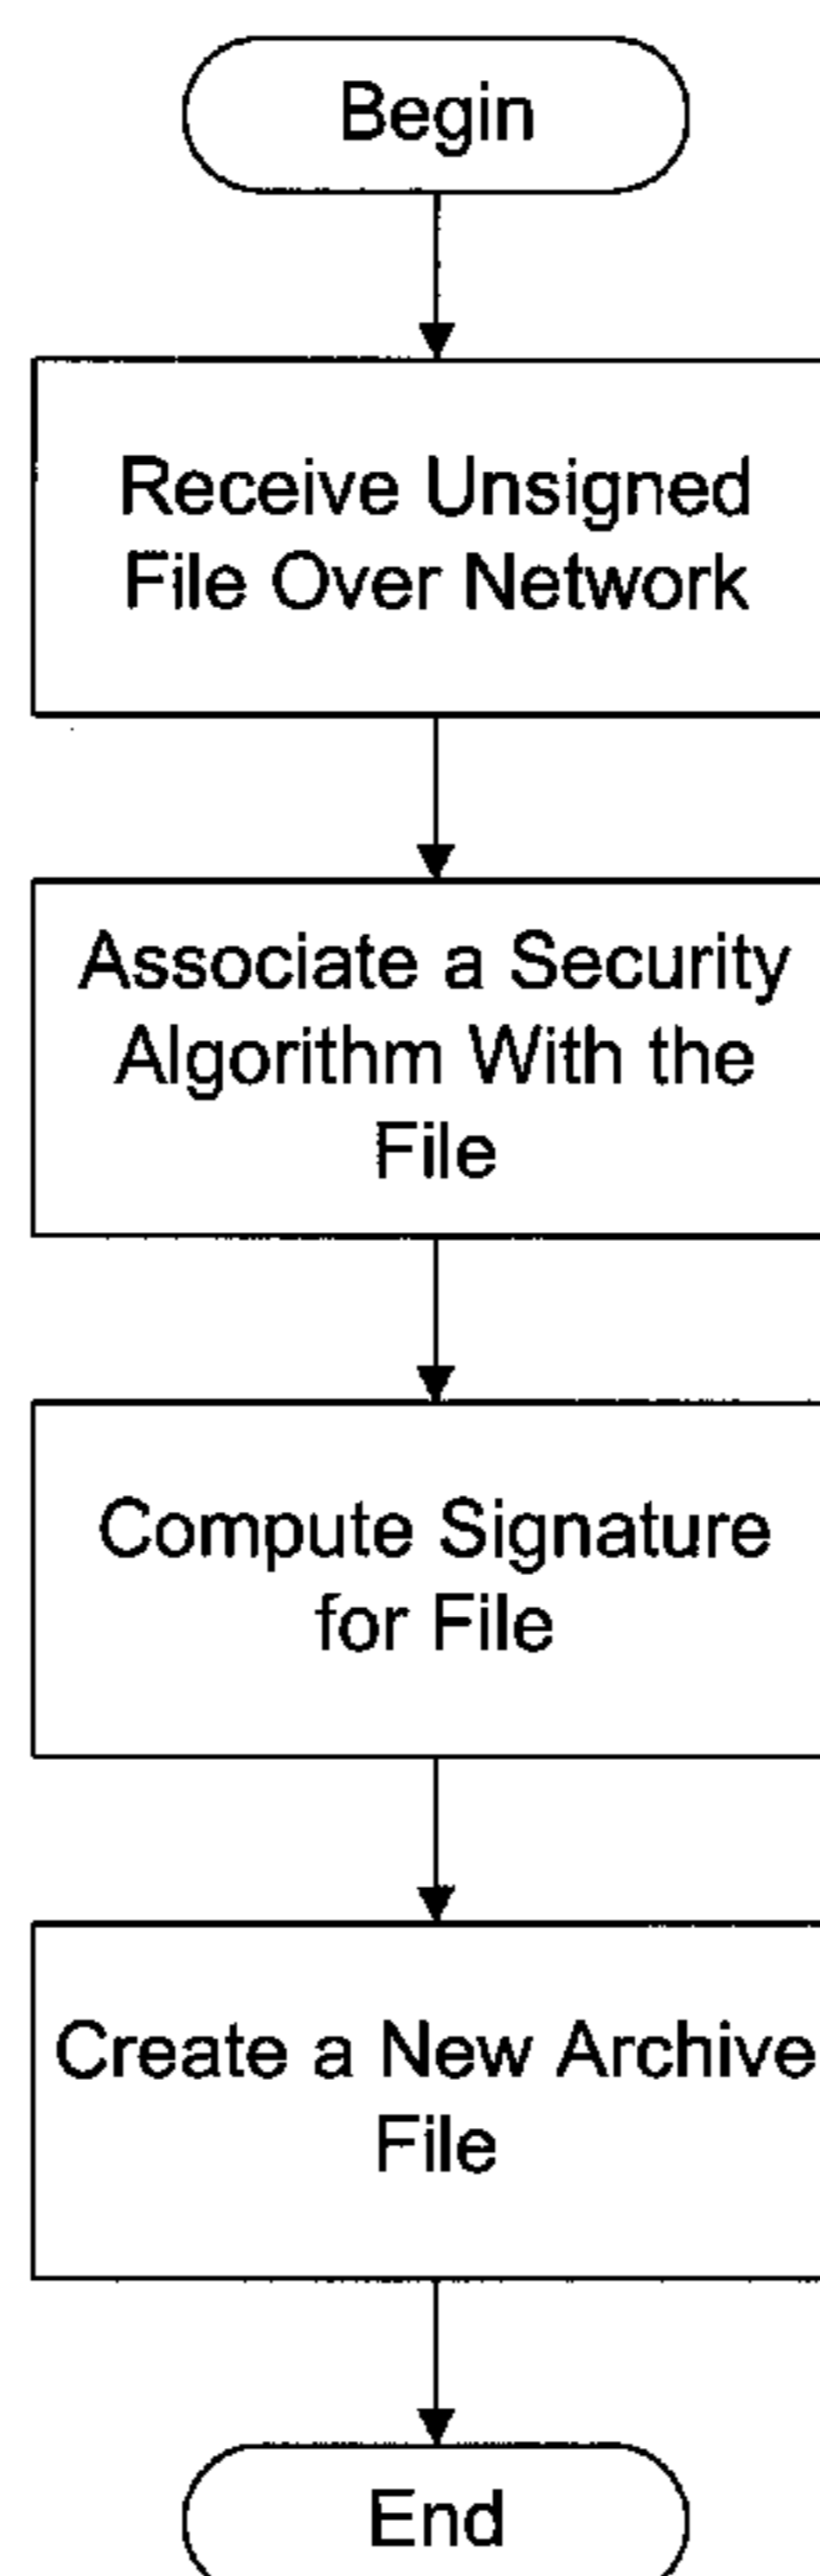 Begin
Receive Unsigned
File Over Network
Associate a Security
Algorithm With the
File
Compute Signature
for File
Create a New Archive
File
End